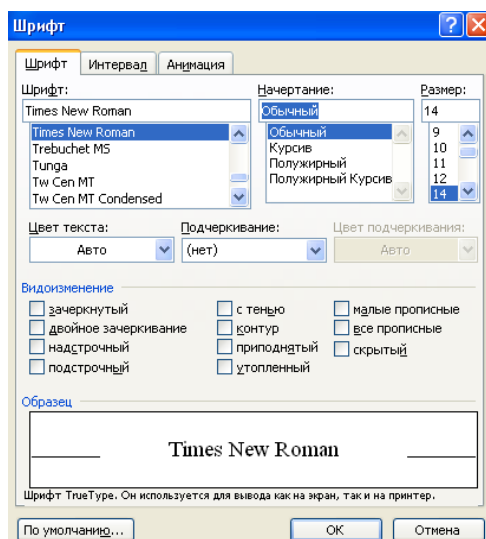 Шрифт
Шрифт Интервал Анимация
Шрифт: Начертание: Размер:
Times New Roman Обычный 14
Times New Roman Обычный 9
Trebuchet MS Курсив 10
Tunga Полужирный 11
Tw Cen MT Полужирный Курсив 12
Tw Cen MT Condensed 14
Цвет текста: Подчеркивание: Цвет подчеркивания:
Авто (нет) Авто
Видоизменение
зачеркнутый с тенью малые прописные
двойное зачеркивание контур все прописные
надстрочный приподнятый скрытый
подстрочный утопленный
Образец
Times New Roman
Шрифт TrueType. Он используется для вывода как на экран, так и на принтер.
По умолчанию... ОК Отмена